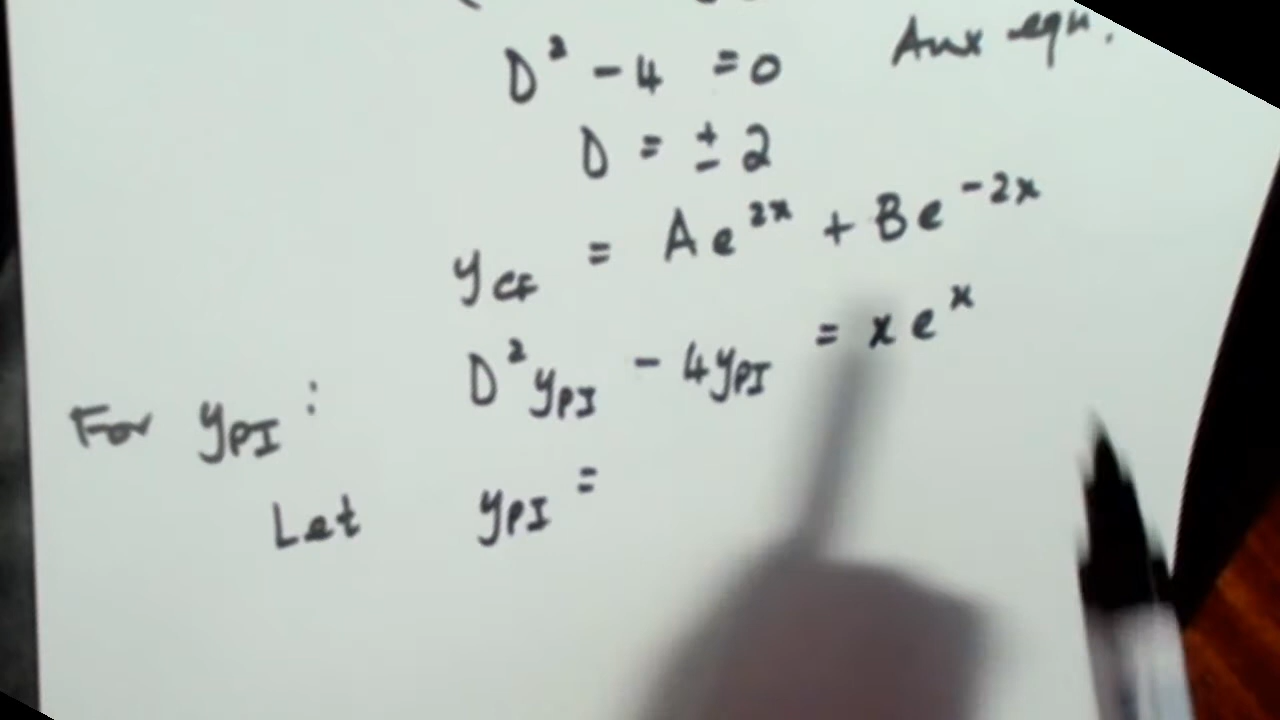 D² - 4 = 0 Aux eqn.
D = ± 2
y_CF = Ae^{2x} + Be^{-2x}
For y_PI : D² y_PI - 4y_PI = xe^x
Let y_PI =